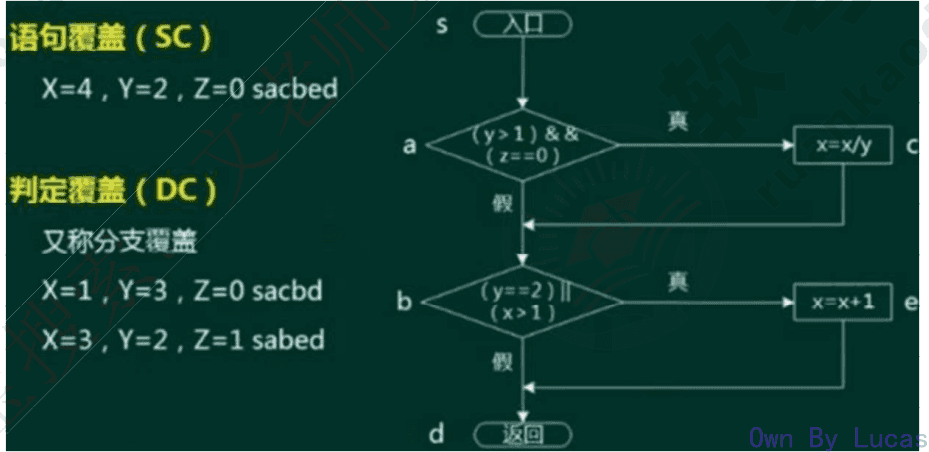 语句覆盖（SC）
X=4，Y=2，Z=0 sacbed
判定覆盖（DC）
又称分支覆盖
X=1，Y=3，Z=0 sacbd
X=3，Y=2，Z=1 sabed
s
入口
a
(y>1)&&
(z==0)
真
x=x/y
c
假
b
(y==2)||
(x>1)
真
x=x+1
e
假
d
返回
Own By Lucas